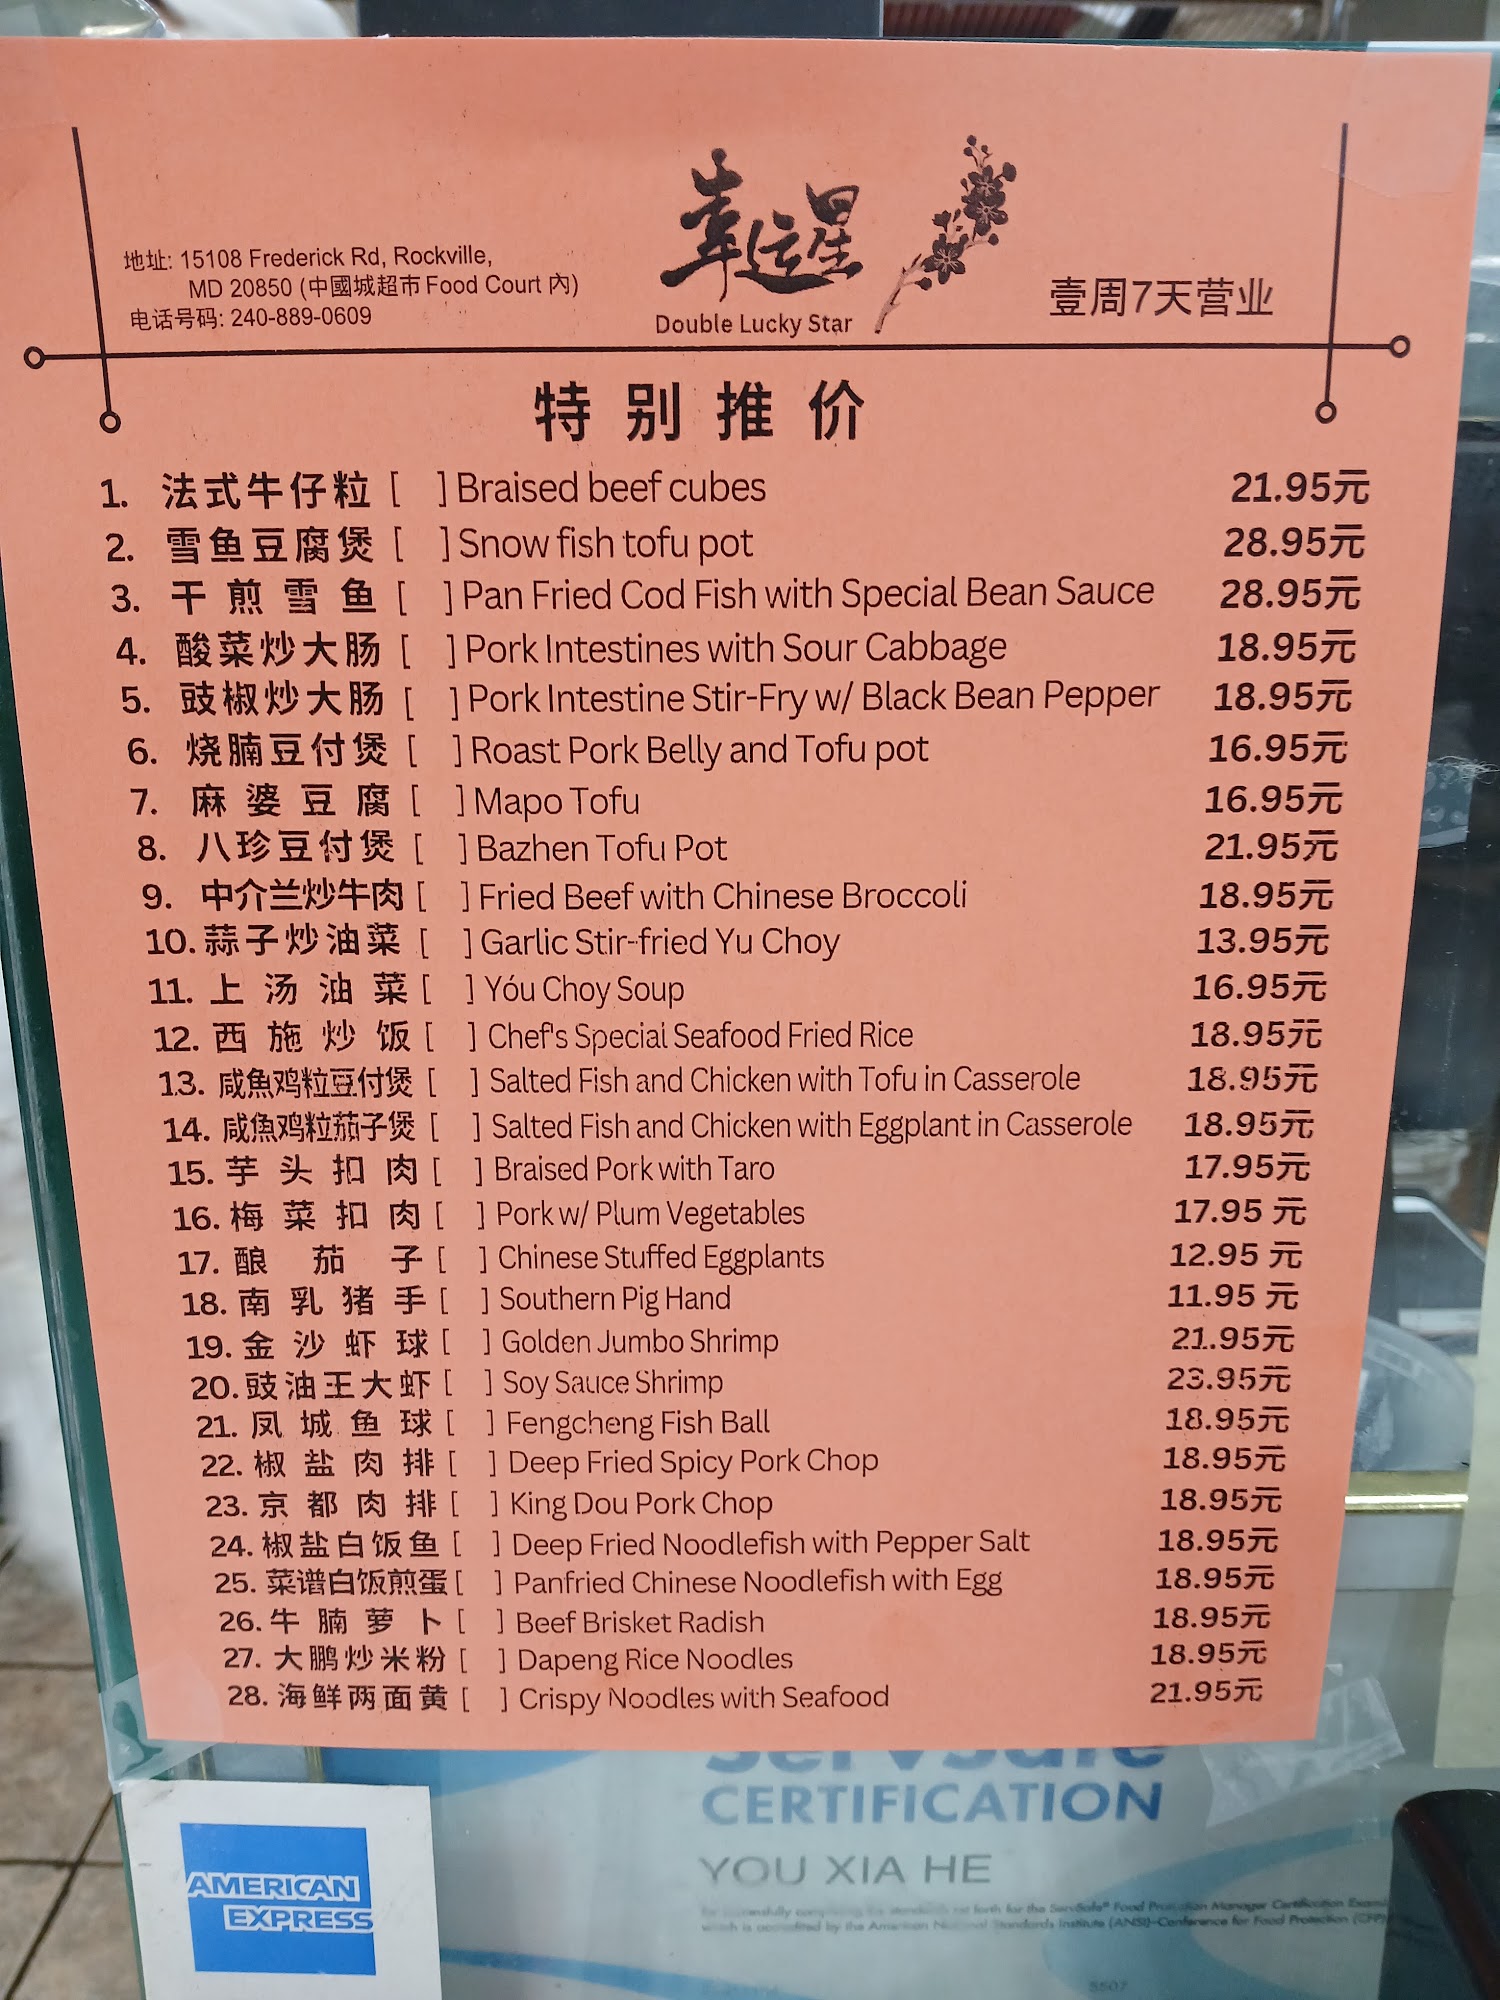 幸运星
Double Lucky Star
地址: 15108 Frederick Rd, Rockville,
MD 20850 (中國城超市 Food Court 內)
电话号码: 240-889-0609
壹周7天营业
特别推价
1. 法式牛仔粒 [ ] Braised beef cubes 21.95元
2. 雪鱼豆腐煲 [ ] Snow fish tofu pot 28.95元
3. 干煎雪鱼 [ ] Pan Fried Cod Fish with Special Bean Sauce 28.95元
4. 酸菜炒大肠 [ ] Pork Intestines with Sour Cabbage 18.95元
5. 豉椒炒大肠 [ ] Pork Intestine Stir-Fry w/ Black Bean Pepper 18.95元
6. 烧腩豆付煲 [ ] Roast Pork Belly and Tofu pot 16.95元
7. 麻婆豆腐 [ ] Mapo Tofu 16.95元
8. 八珍豆付煲 [ ] Bazhen Tofu Pot 21.95元
9. 中介兰炒牛肉 [ ] Fried Beef with Chinese Broccoli 18.95元
10. 蒜子炒油菜 [ ] Garlic Stir-fried Yu Choy 13.95元
11. 上汤油菜 [ ] Yóu Choy Soup 16.95元
12. 西施炒饭 [ ] Chef's Special Seafood Fried Rice 18.95元
13. 咸魚鸡粒豆付煲 [ ] Salted Fish and Chicken with Tofu in Casserole 18.95元
14. 咸魚鸡粒茄子煲 [ ] Salted Fish and Chicken with Eggplant in Casserole 18.95元
15. 芋头扣肉 [ ] Braised Pork with Taro 17.95元
16. 梅菜扣肉 [ ] Pork w/ Plum Vegetables 17.95 元
17. 酿茄子 [ ] Chinese Stuffed Eggplants 12.95 元
18. 南乳猪手 [ ] Southern Pig Hand 11.95 元
19. 金沙虾球 [ ] Golden Jumbo Shrimp 21.95元
20. 豉油王大虾 [ ] Soy Sauce Shrimp 23.95元
21. 凤城鱼球 [ ] Fengcheng Fish Ball 18.95元
22. 椒盐肉排 [ ] Deep Fried Spicy Pork Chop 18.95元
23. 京都肉排 [ ] King Dou Pork Chop 18.95元
24. 椒盐白饭鱼 [ ] Deep Fried Noodlefish with Pepper Salt 18.95元
25. 菜谱白饭煎蛋 [ ] Panfried Chinese Noodlefish with Egg 18.95元
26. 牛腩萝卜 [ ] Beef Brisket Radish 18.95元
27. 大鹏炒米粉 [ ] Dapeng Rice Noodles 18.95元
28. 海鲜两面黄 [ ] Crispy Noodles with Seafood 21.95元
ServSafe
CERTIFICATION
YOU XIA HE
AMERICAN
EXPRESS
which is accredited by the American National Standards Institute (ANSI)-Conference for Food Protection (CFP)
5507